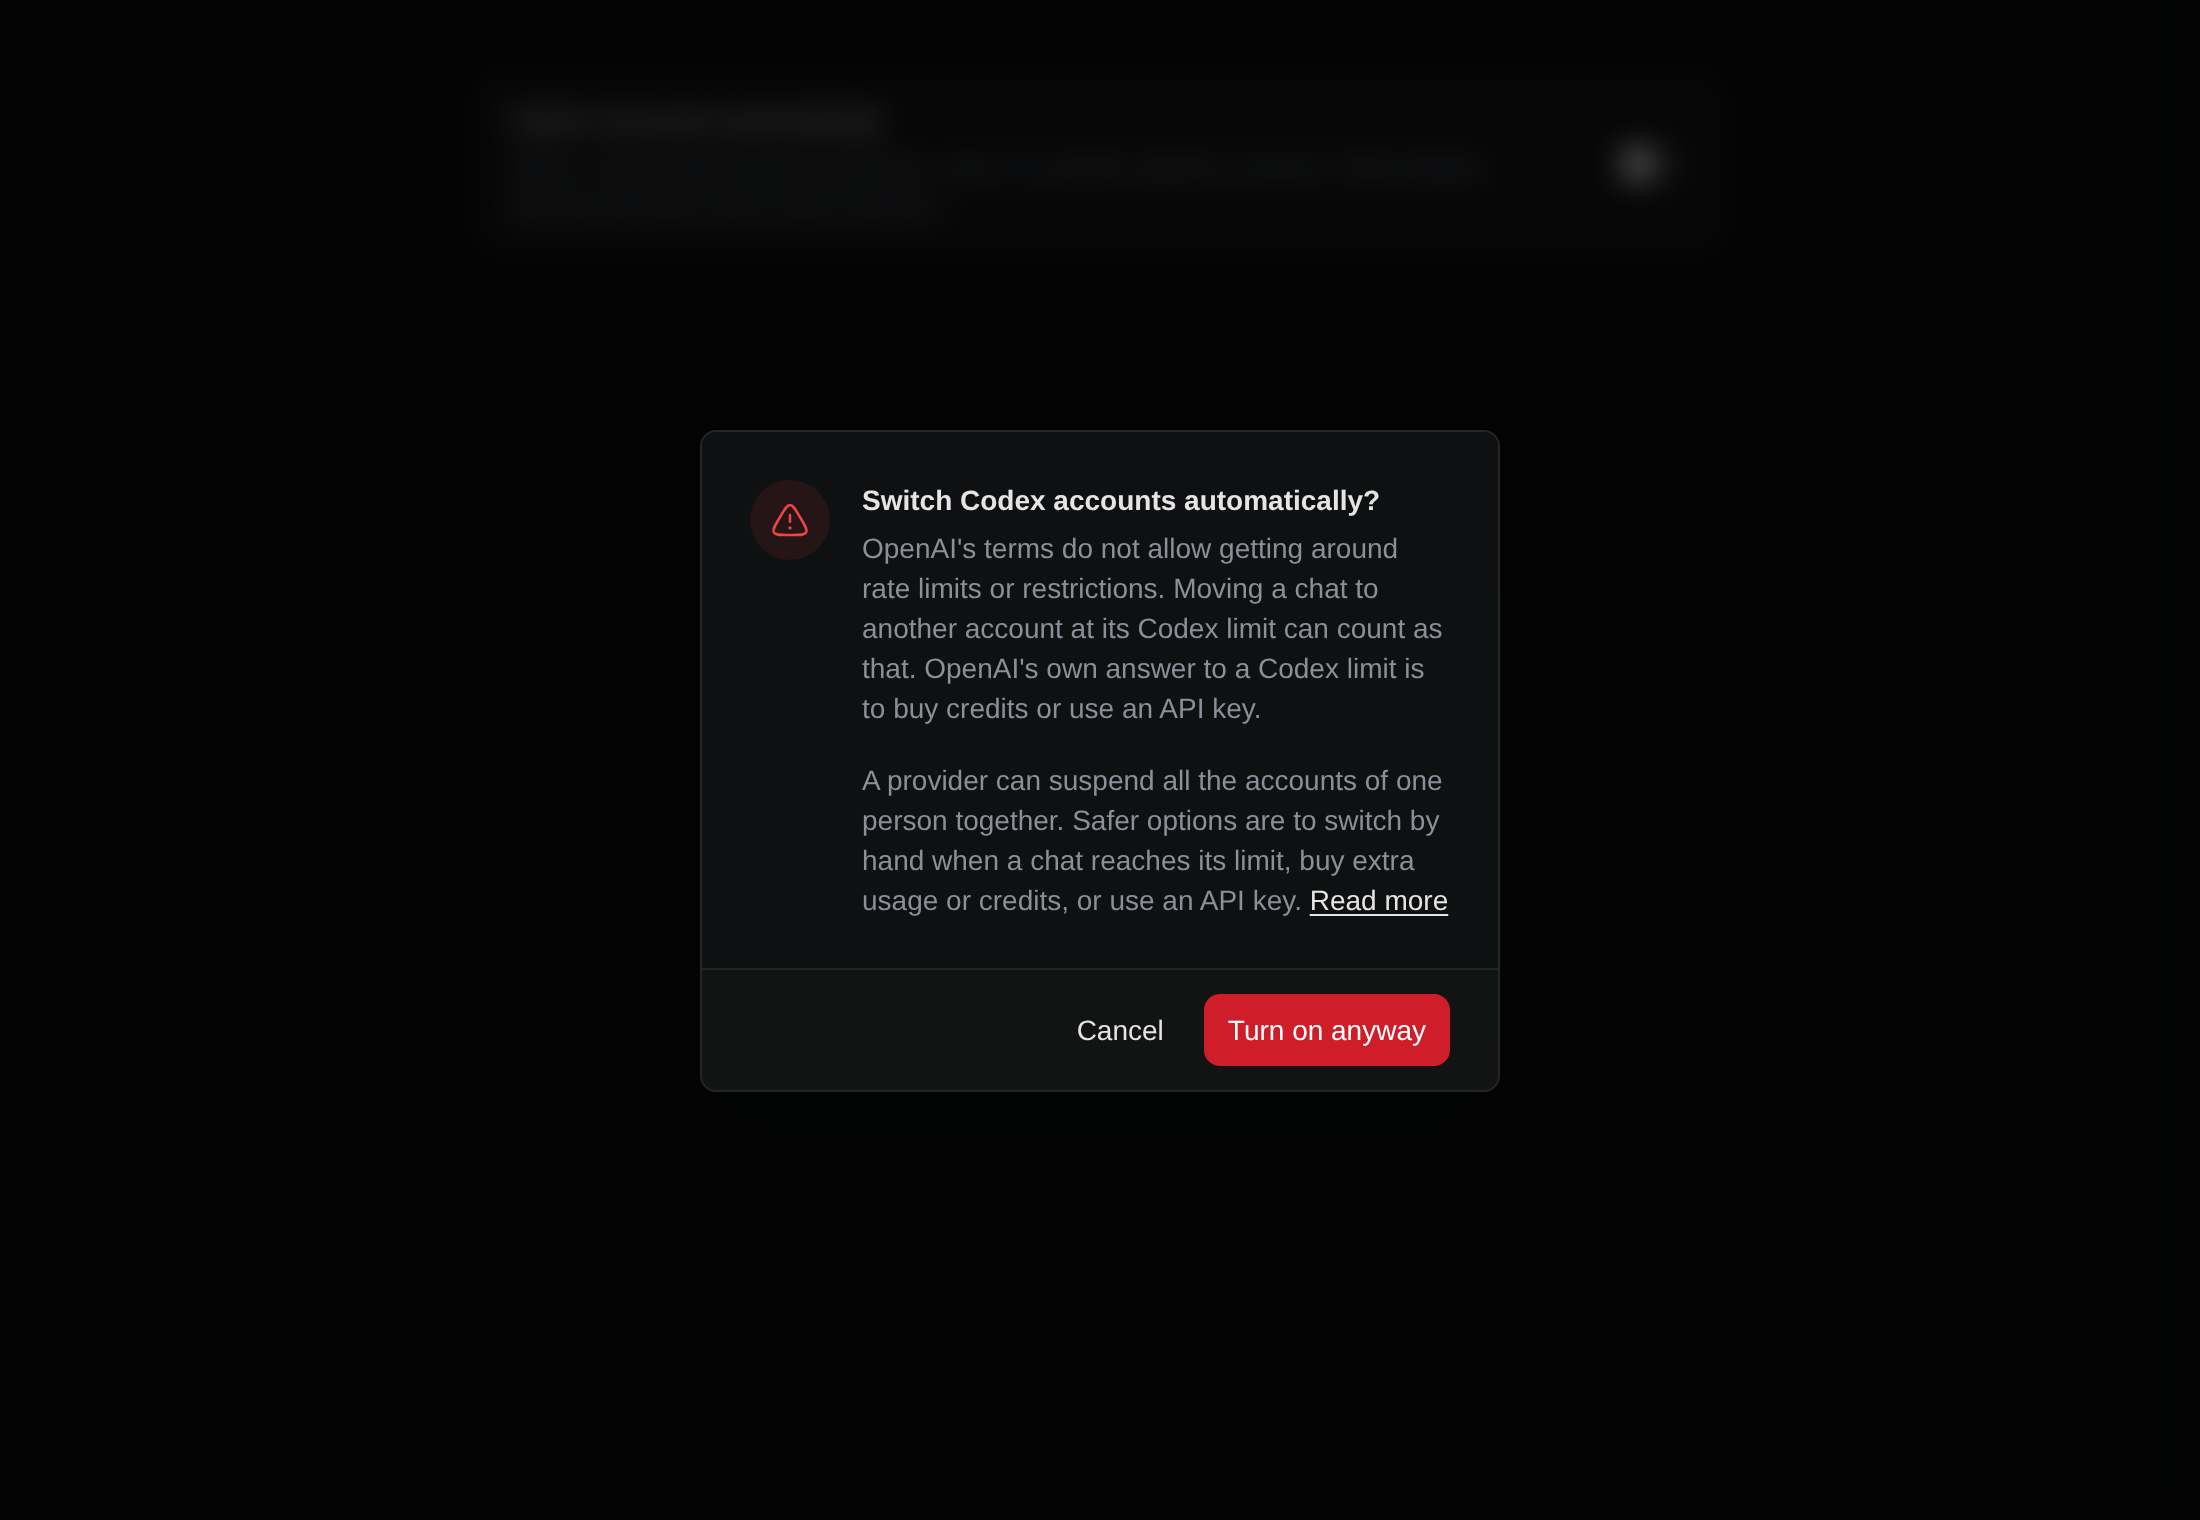 Switch Codex accounts automatically?
OpenAI's terms do not allow getting around
rate limits or restrictions. Moving a chat to
another account at its Codex limit can count as
that. OpenAI's own answer to a Codex limit is
to buy credits or use an API key.
A provider can suspend all the accounts of one
person together. Safer options are to switch by
hand when a chat reaches its limit, buy extra
usage or credits, or use an API key. Read more
Cancel
Turn on anyway